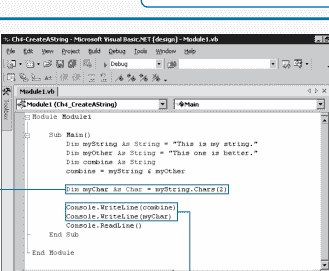 Ch4-CreateAString - Microsoft Visual Basic.NET [design] - Module1.vb
File Edit View Project Build Debug Tools Window Help
Debug
Module1.vb
Toolbox
Module1 (Ch4_CreateAString) Main
Module Module1
Sub Main()
Dim myString As String = "This is my string."
Dim myOther As String = "This one is better."
Dim combine As String
combine = myString & myOther
Dim myChar As Char = myString.Chars(2)
Console.WriteLine(combine)
Console.WriteLine(myChar)
Console.ReadLine()
End Sub
End Module